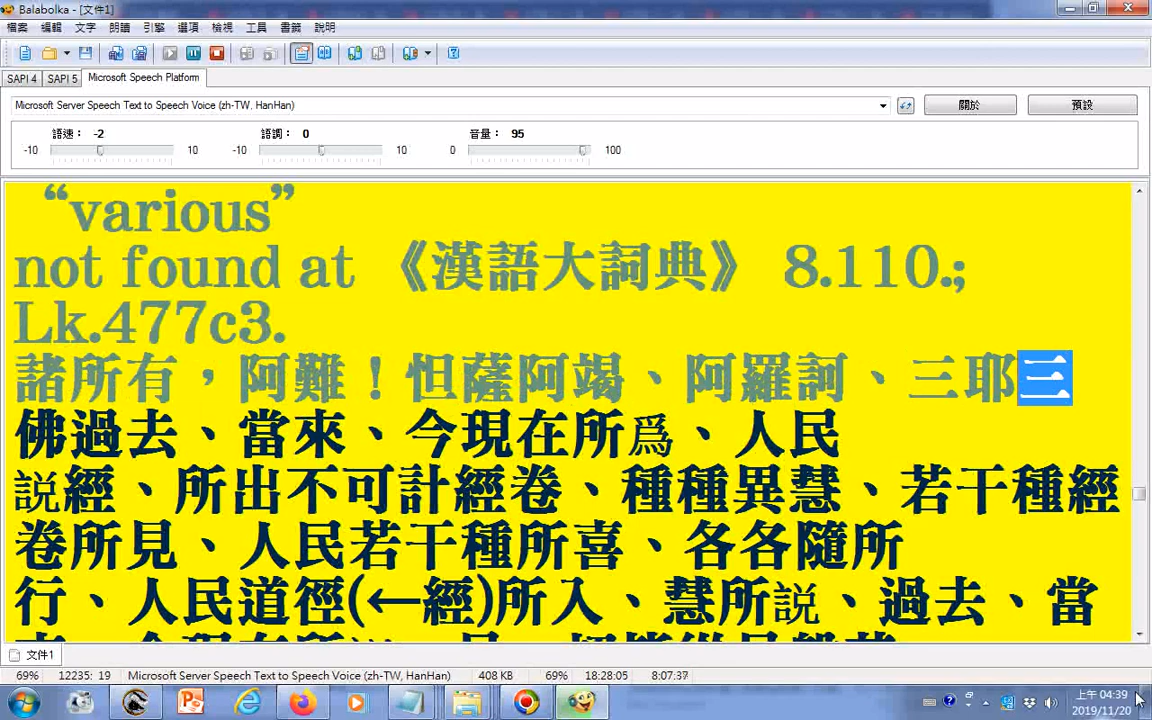 Balabolka - [文件1]
檔案 編輯 文字 朗讀 引擎 選項 檢視 工具 書籤 說明
SAPI 4 SAPI 5 Microsoft Speech Platform
Microsoft Server Speech Text to Speech Voice (zh-TW, HanHan) 關於 預設
語速： -2 語調： 0 音量： 95
-10 10 -10 10 0 100
“various”
not found at 《漢語大詞典》 8.110.;
Lk.477c3.
諸所有，阿難！怛薩阿竭、阿羅訶、三耶三
佛過去、當來、今現在所爲、人民
説經、所出不可計經卷、種種異慧、若干種經
卷所見、人民若干種所喜、各各隨所
行、人民道徑(←經)所入、慧所説、過去、當
文件1
69% 12235: 19 Microsoft Server Speech Text to Speech Voice (zh-TW, HanHan) 408 KB 69% 18:28:05 8:07:37
上午 04:39
2019/11/20